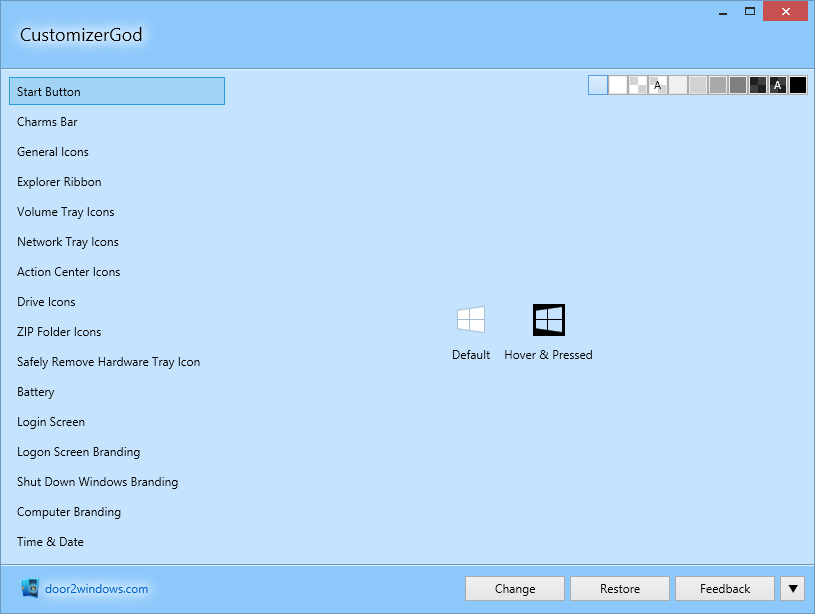 CustomizerGod
Start Button
A
A
Charms Bar
General Icons
Explorer Ribbon
Volume Tray Icons
Network Tray Icons
Action Center Icons
Drive Icons
ZIP Folder Icons
Safely Remove Hardware Tray Icon
Battery
Login Screen
Logon Screen Branding
Shut Down Windows Branding
Computer Branding
Time & Date
Default
Hover & Pressed
door2windows.com
Change
Restore
Feedback